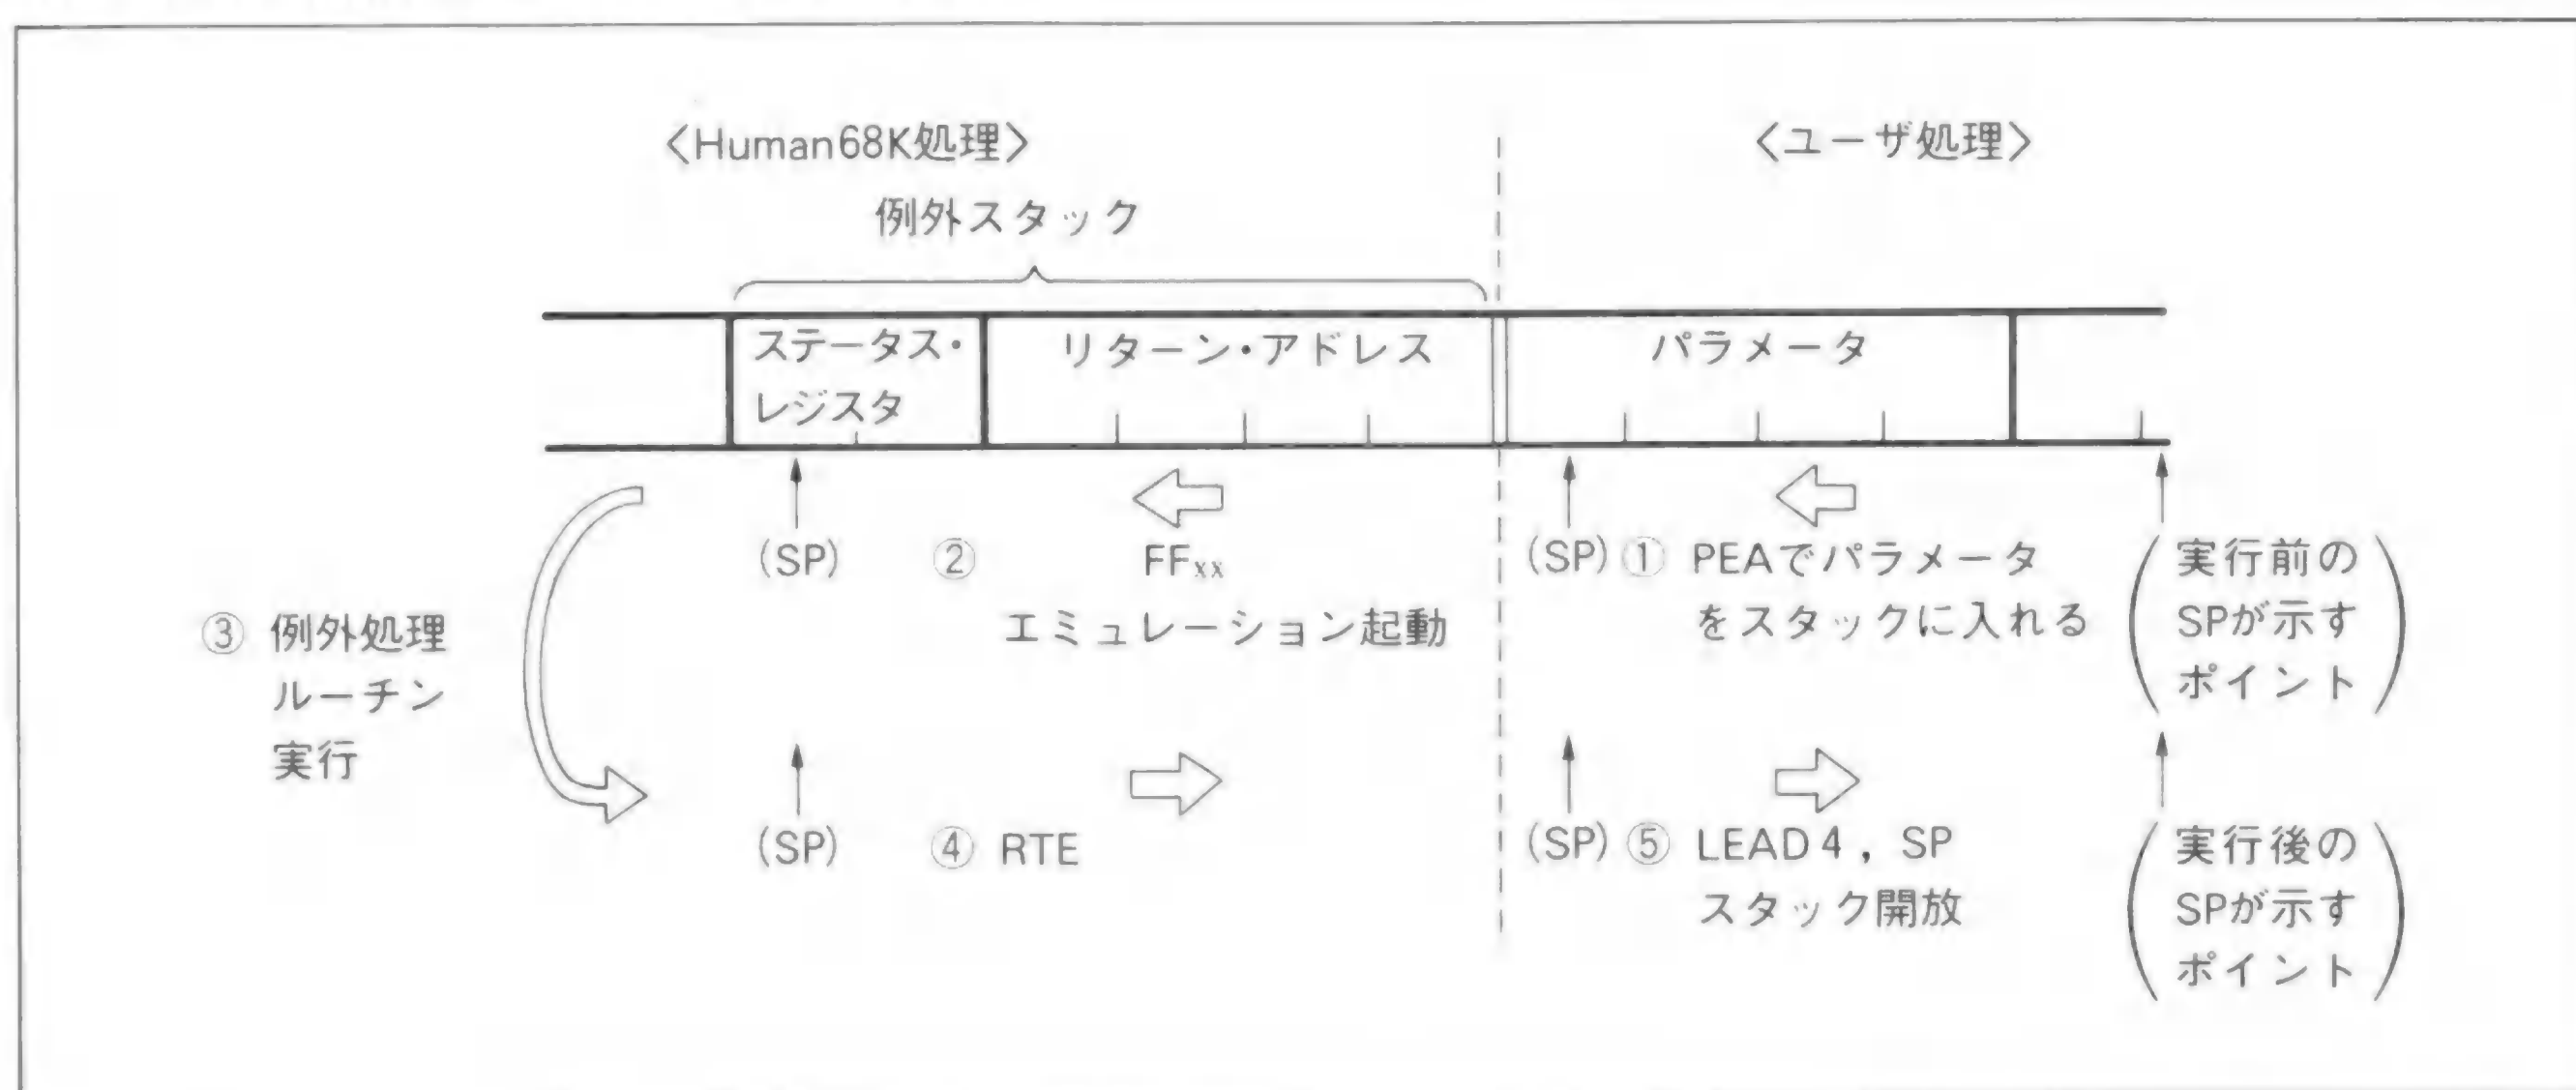 〈Human68K処理〉
〈ユーザ処理〉
例外スタック
ステータス・
レジスタ
リターン・アドレス
パラメータ
(SP)
② FFxx
エミュレーション起動
(SP)
① PEAでパラメータ
をスタックに入れる
実行前の
SPが示す
ポイント
③ 例外処理
ルーチン
実行
(SP)
④ RTE
(SP)
⑤ LEAD4，SP
スタック開放
実行後の
SPが示す
ポイント